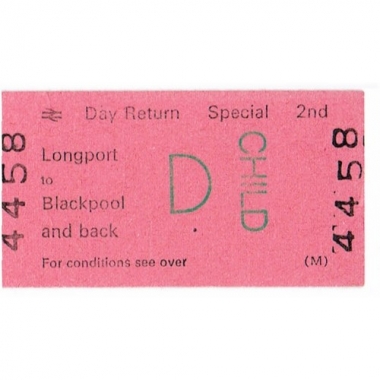 Day Return Special 2nd
Longport
to
Blackpool
and back
For conditions see over
(M)
D
CHILD
4458
4458